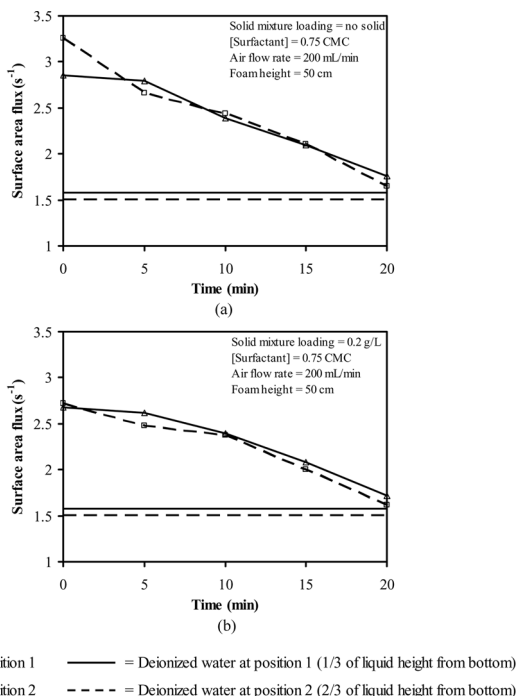 3.5
Solid mixture loading = no solid
[Surfactant] = 0.75 CMC
Air flow rate = 200 mL/min
Foam height = 50 cm
3
2.5
2
1.5
1
Surface area flux (s⁻¹)
0 5 10 15 20
Time (min)
(a)
3.5
Solid mixture loading = 0.2 g/L
[Surfactant] = 0.75 CMC
Air flow rate = 200 mL/min
Foam height = 50 cm
3
2.5
2
1.5
1
Surface area flux (s⁻¹)
0 5 10 15 20
Time (min)
(b)
ition 1 = Deionized water at position 1 (1/3 of liquid height from bottom)
ition 2 = Deionized water at position 2 (2/3 of liquid height from bottom)